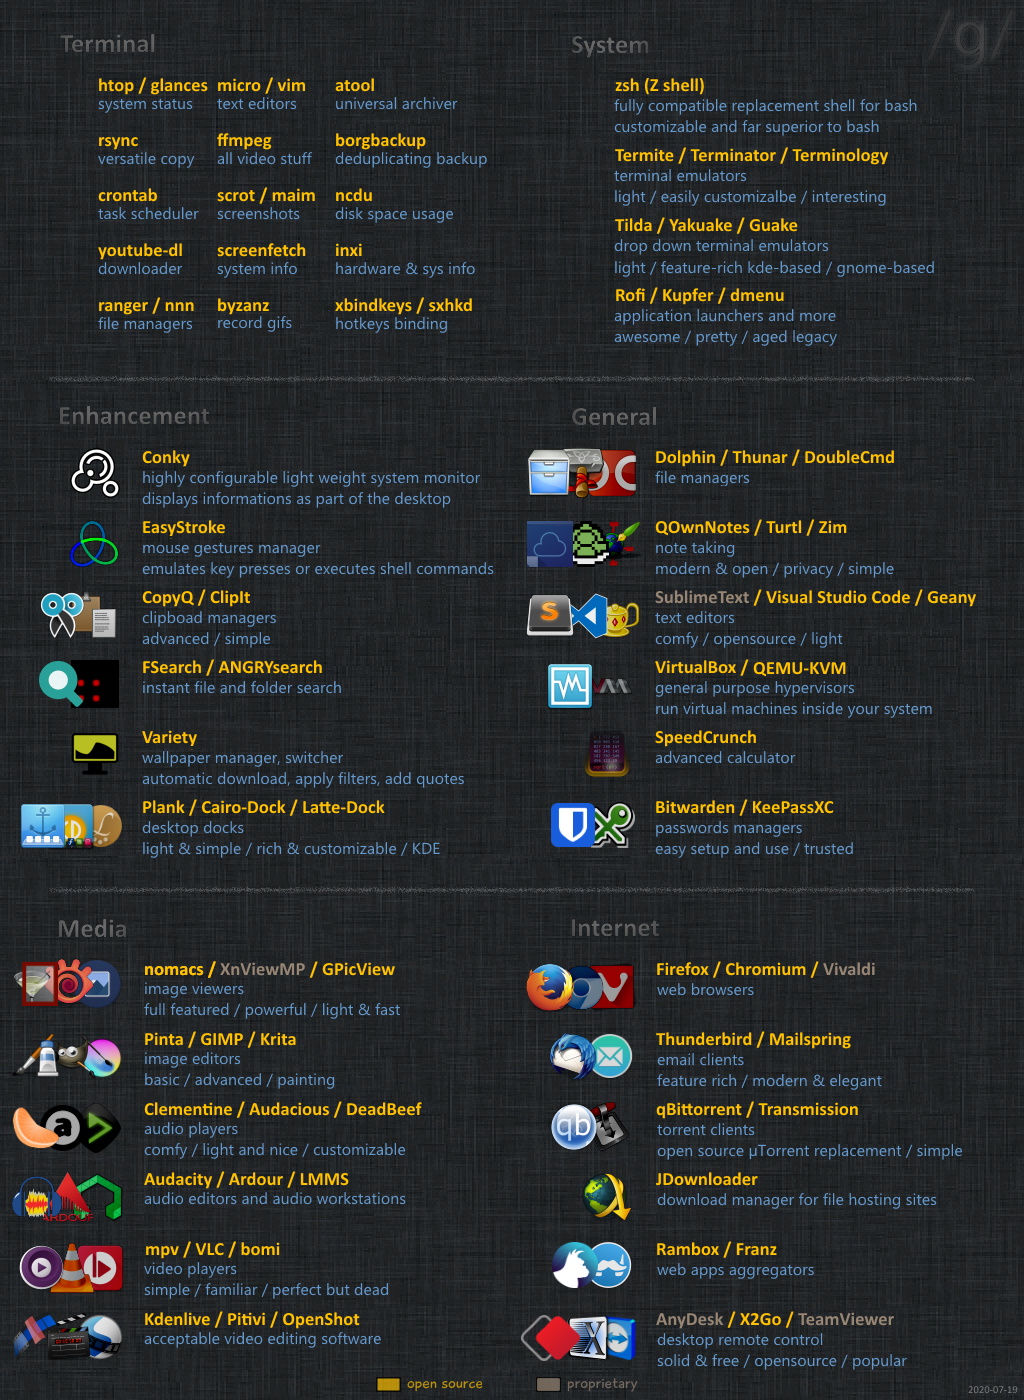 /g/
Terminal
htop / glances
system status
micro / vim
text editors
atool
universal archiver
rsync
versatile copy
ffmpeg
all video stuff
borgbackup
deduplicating backup
crontab
task scheduler
scrot / maim
screenshots
ncdu
disk space usage
youtube-dl
downloader
screenfetch
system info
inxi
hardware & sys info
ranger / nnn
file managers
byzanz
record gifs
xbindkeys / sxhkd
hotkeys binding
System
zsh (Z shell)
fully compatible replacement shell for bash
customizable and far superior to bash
Termite / Terminator / Terminology
terminal emulators
light / easily customizalbe / interesting
Tilda / Yakuake / Guake
drop down terminal emulators
light / feature-rich kde-based / gnome-based
Rofi / Kupfer / dmenu
application launchers and more
awesome / pretty / aged legacy
Enhancement
Conky
highly configurable light weight system monitor
displays informations as part of the desktop
EasyStroke
mouse gestures manager
emulates key presses or executes shell commands
CopyQ / ClipIt
clipboad managers
advanced / simple
FSearch / ANGRYsearch
instant file and folder search
Variety
wallpaper manager, switcher
automatic download, apply filters, add quotes
Plank / Cairo-Dock / Latte-Dock
desktop docks
light & simple / rich & customizable / KDE
General
Dolphin / Thunar / DoubleCmd
file managers
QOwnNotes / Turtl / Zim
note taking
modern & open / privacy / simple
SublimeText / Visual Studio Code / Geany
text editors
comfy / opensource / light
VirtualBox / QEMU-KVM
general purpose hypervisors
run virtual machines inside your system
SpeedCrunch
advanced calculator
Bitwarden / KeePassXC
passwords managers
easy setup and use / trusted
Media
nomacs / XnViewMP / GPicView
image viewers
full featured / powerful / light & fast
Pinta / GIMP / Krita
image editors
basic / advanced / painting
Clementine / Audacious / DeadBeef
audio players
comfy / light and nice / customizable
Audacity / Ardour / LMMS
audio editors and audio workstations
ARDOUR
mpv / VLC / bomi
video players
simple / familiar / perfect but dead
Kdenlive / Pitivi / OpenShot
acceptable video editing software
Internet
Firefox / Chromium / Vivaldi
web browsers
Thunderbird / Mailspring
email clients
feature rich / modern & elegant
qb
qBittorrent / Transmission
torrent clients
open source µTorrent replacement / simple
JDownloader
download manager for file hosting sites
Rambox / Franz
web apps aggregators
AnyDesk / X2Go / TeamViewer
desktop remote control
solid & free / opensource / popular
open source
proprietary
2020-07-19